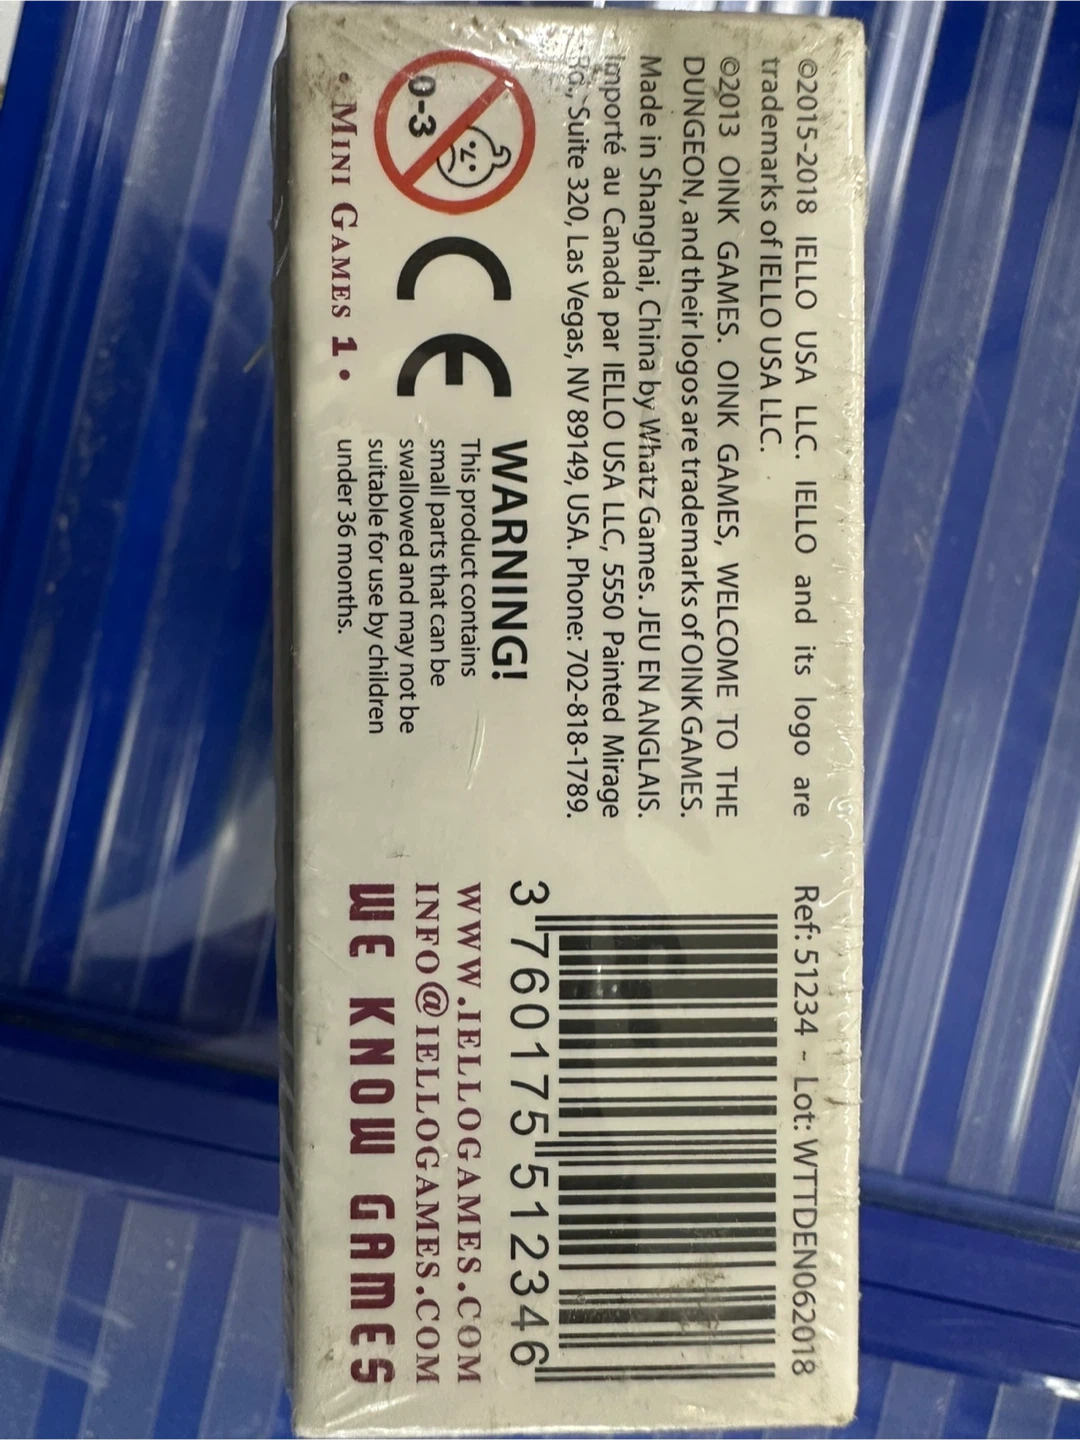 ©2015-2018 IELLO USA LLC. IELLO and its logo are
trademarks of IELLO USA LLC.
©2013 OINK GAMES. OINK GAMES, WELCOME TO THE
DUNGEON, and their logos are trademarks of OINK GAMES.
Made in Shanghai, China by Whatz Games. JEU EN ANGLAIS.
Importé au Canada par IELLO USA LLC, 5550 Painted Mirage
Rd., Suite 320, Las Vegas, NV 89149, USA. Phone: 702-818-1789.
0-3
CE
WARNING!
This product contains
small parts that can be
swallowed and may not be
suitable for use by children
under 36 months.
• MINI GAMES 1 •
Ref: 51234 - Lot: WTTDEN062018
3 760175 512346
WWW.IELLOGAMES.COM
INFO@IELLOGAMES.COM
WE KNOW GAMES